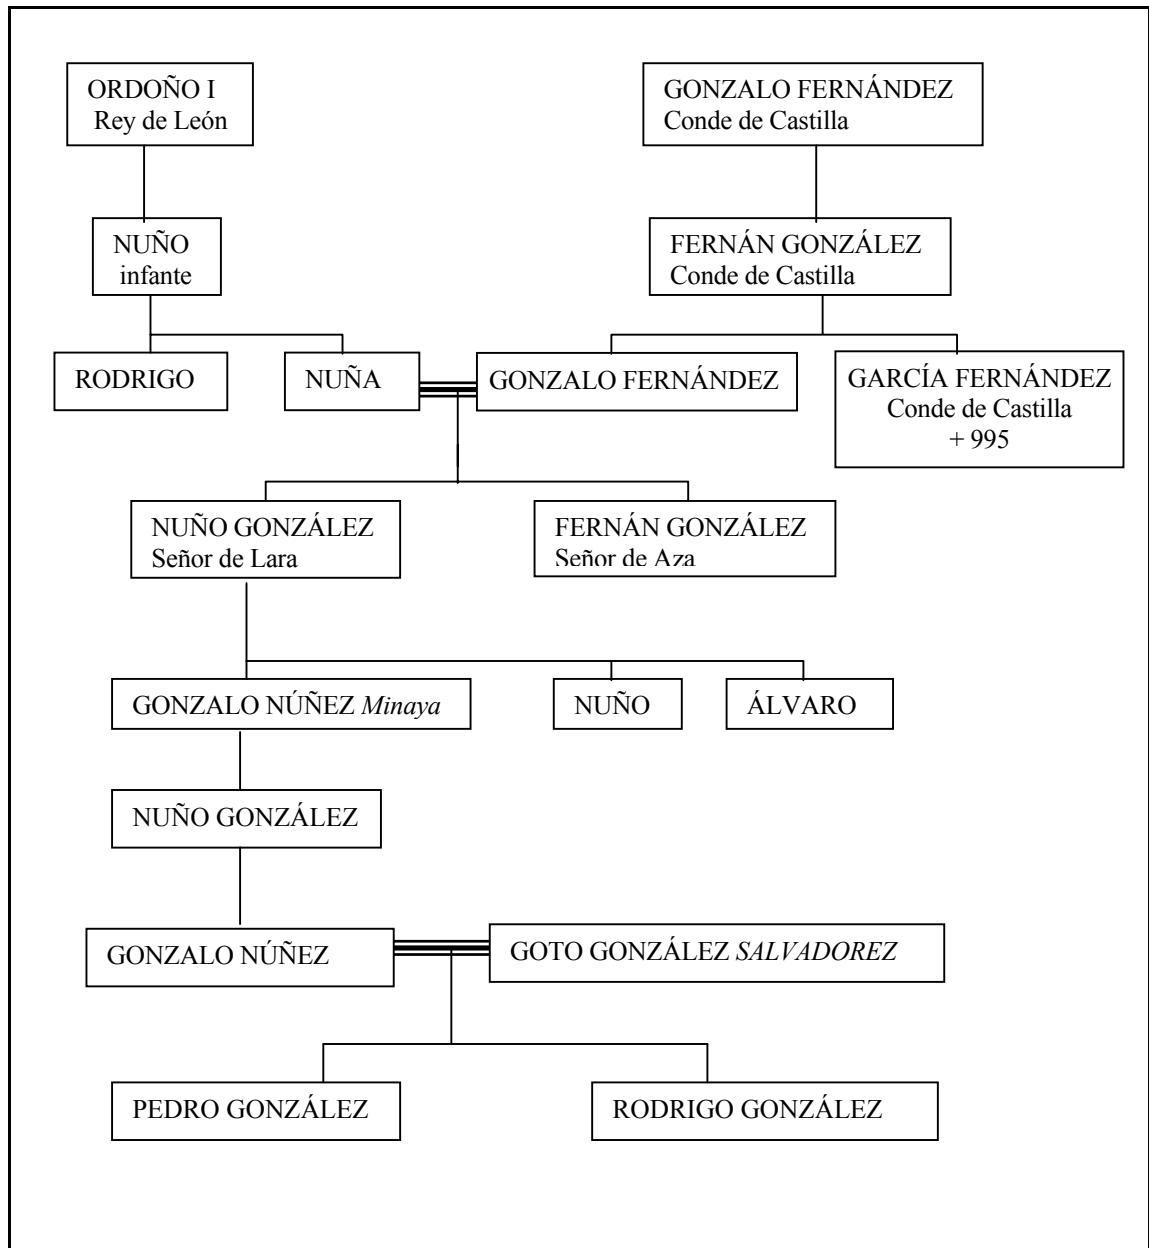 ORDOÑO I
Rey de León
GONZALO FERNÁNDEZ
Conde de Castilla
NUÑO
infante
FERNÁN GONZÁLEZ
Conde de Castilla
RODRIGO
NUÑA
GONZALO FERNÁNDEZ
GARCÍA FERNÁNDEZ
Conde de Castilla
+ 995
NUÑO GONZÁLEZ
Señor de Lara
FERNÁN GONZÁLEZ
Señor de Aza
GONZALO NÚÑEZ Minaya
NUÑO
ÁLVARO
NUÑO GONZÁLEZ
GONZALO NÚÑEZ
GOTO GONZÁLEZ SALVADOREZ
PEDRO GONZÁLEZ
RODRIGO GONZÁLEZ